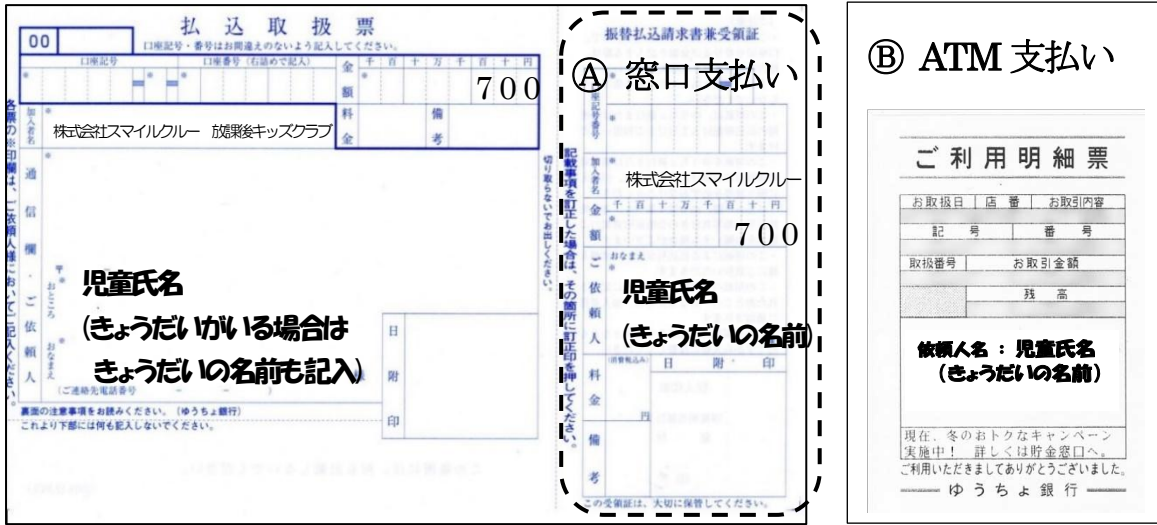 払込取扱票
00
口座記号・番号はお間違えのないよう記入してください。
口座記号
口座番号(右詰めで記入)
金額
千百十万千百十円
※
700
加入者名
※
株式会社スマイルクルー 放課後キッズクラブ
料金
備考
各票の※印欄は、ご依頼人様においてご記入ください。
通信欄・ご依頼人
※
〒
おところ
※
おなまえ
※
児童氏名
(きょうだいがいる場合は
きょうだいの名前も記入)
様
(ご連絡先電話番号 - - )
日附印
裏面の注意事項をお読みください。(ゆうちょ銀行)
これより下部には何も記入しないでください。
切り取らないでお出しください。
記載事項を訂正した場合は、その箇所に訂正印を押してください。
振替払込請求書兼受領証
Ⓐ 窓口支払い
口座記号番号
※
加入者名
※
株式会社スマイルクルー
金額
千百十万千百十円
※
700
ご依頼人
おなまえ
※
児童氏名
(きょうだいの名前)
料金
(消費税込み)
円
日附・印
備考
この受領証は、大切に保管してください。
Ⓑ ATM 支払い
ご利用明細票
お取扱日 店番 お取引内容
記号 番号
取扱番号 お取引金額
残高
依頼人名:児童氏名
(きょうだいの名前)
現在、冬のおトクなキャンペーン
実施中! 詳しくは貯金窓口へ。
ご利用いただきましてありがとうございました。
ゆうちょ銀行